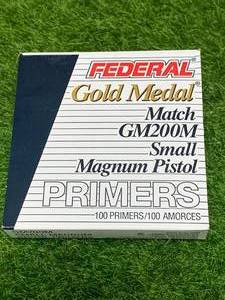 FEDERAL®
Gold Medal®
Match
GM200M
Small
Magnum Pistol
PRIMERS
100 PRIMERS/100 AMORCES